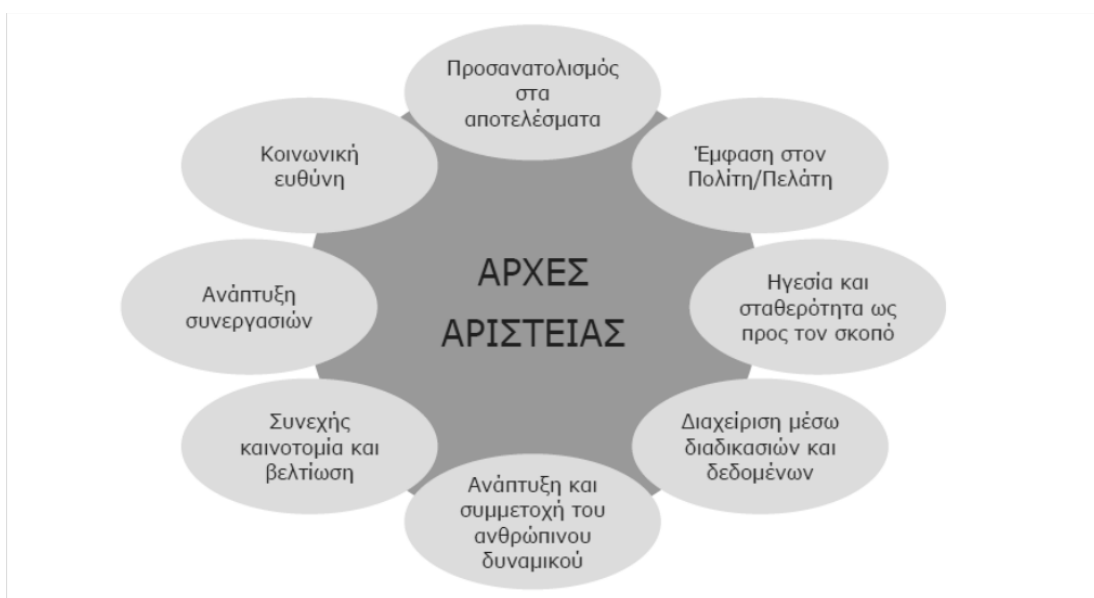 Προσανατολισμός
στα
αποτελέσματα
Έμφαση στον
Πολίτη/Πελάτη
Ηγεσία και
σταθερότητα ως
προς τον σκοπό
Διαχείριση μέσω
διαδικασιών και
δεδομένων
Ανάπτυξη και
συμμετοχή του
ανθρώπινου
δυναμικού
Συνεχής
καινοτομία και
βελτίωση
Ανάπτυξη
συνεργασιών
Κοινωνική
ευθύνη
ΑΡΧΕΣ
ΑΡΙΣΤΕΙΑΣ